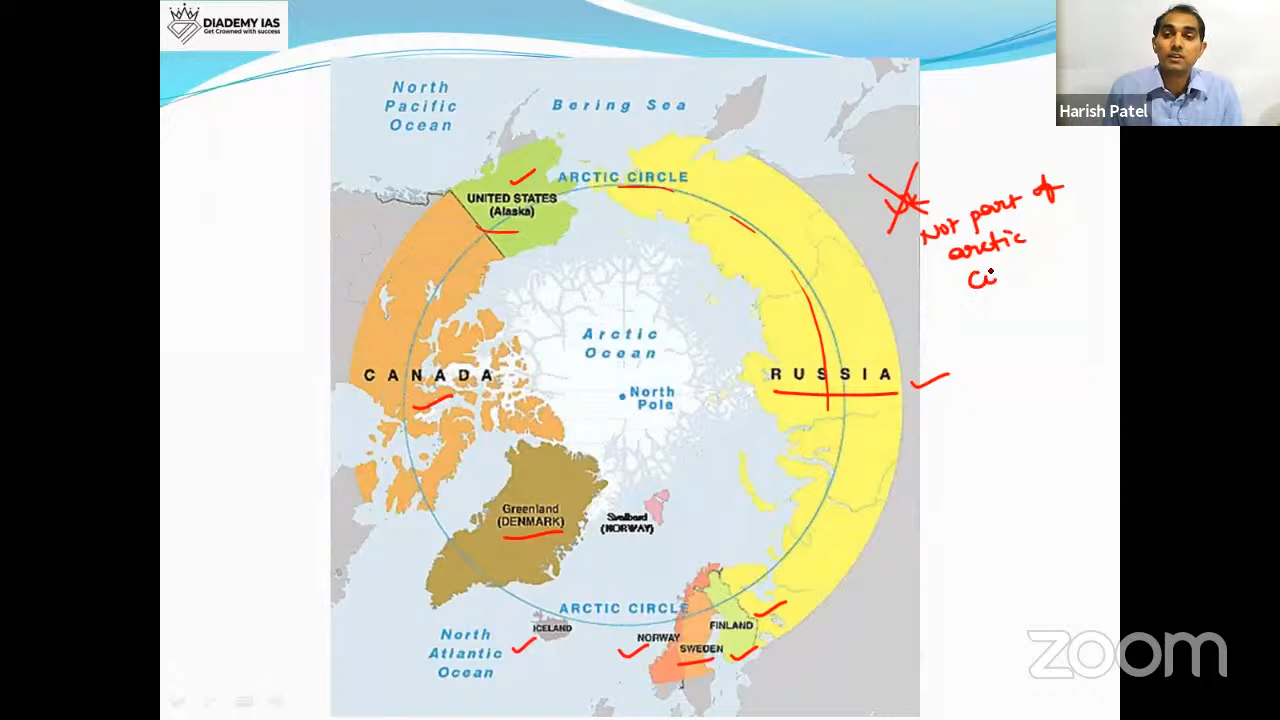 DIADEMY IAS
Get Crowned with success
Harish Patel
North
Pacific
Ocean
Bering Sea
ARCTIC CIRCLE
UNITED STATES
(Alaska)
Not part of
arctic
Ci
Arctic
Ocean
CANADA
RUSSIA
North
Pole
Greenland
(DENMARK)
Svalbard
(NORWAY)
ARCTIC CIRCLE
ICELAND
NORWAY
FINLAND
SWEDEN
North
Atlantic
Ocean
zoom